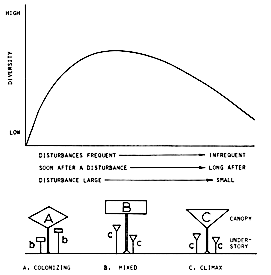 HIGH
DIVERSITY
LOW
DISTURBANCES FREQUENT INFREQUENT
SOON AFTER A DISTURBANCE LONG AFTER
DISTURBANCE LARGE SMALL
A B C
CANOPY
b b C C C C
UNDER-
STORY
A. COLONIZING B. MIXED C. CLIMAX